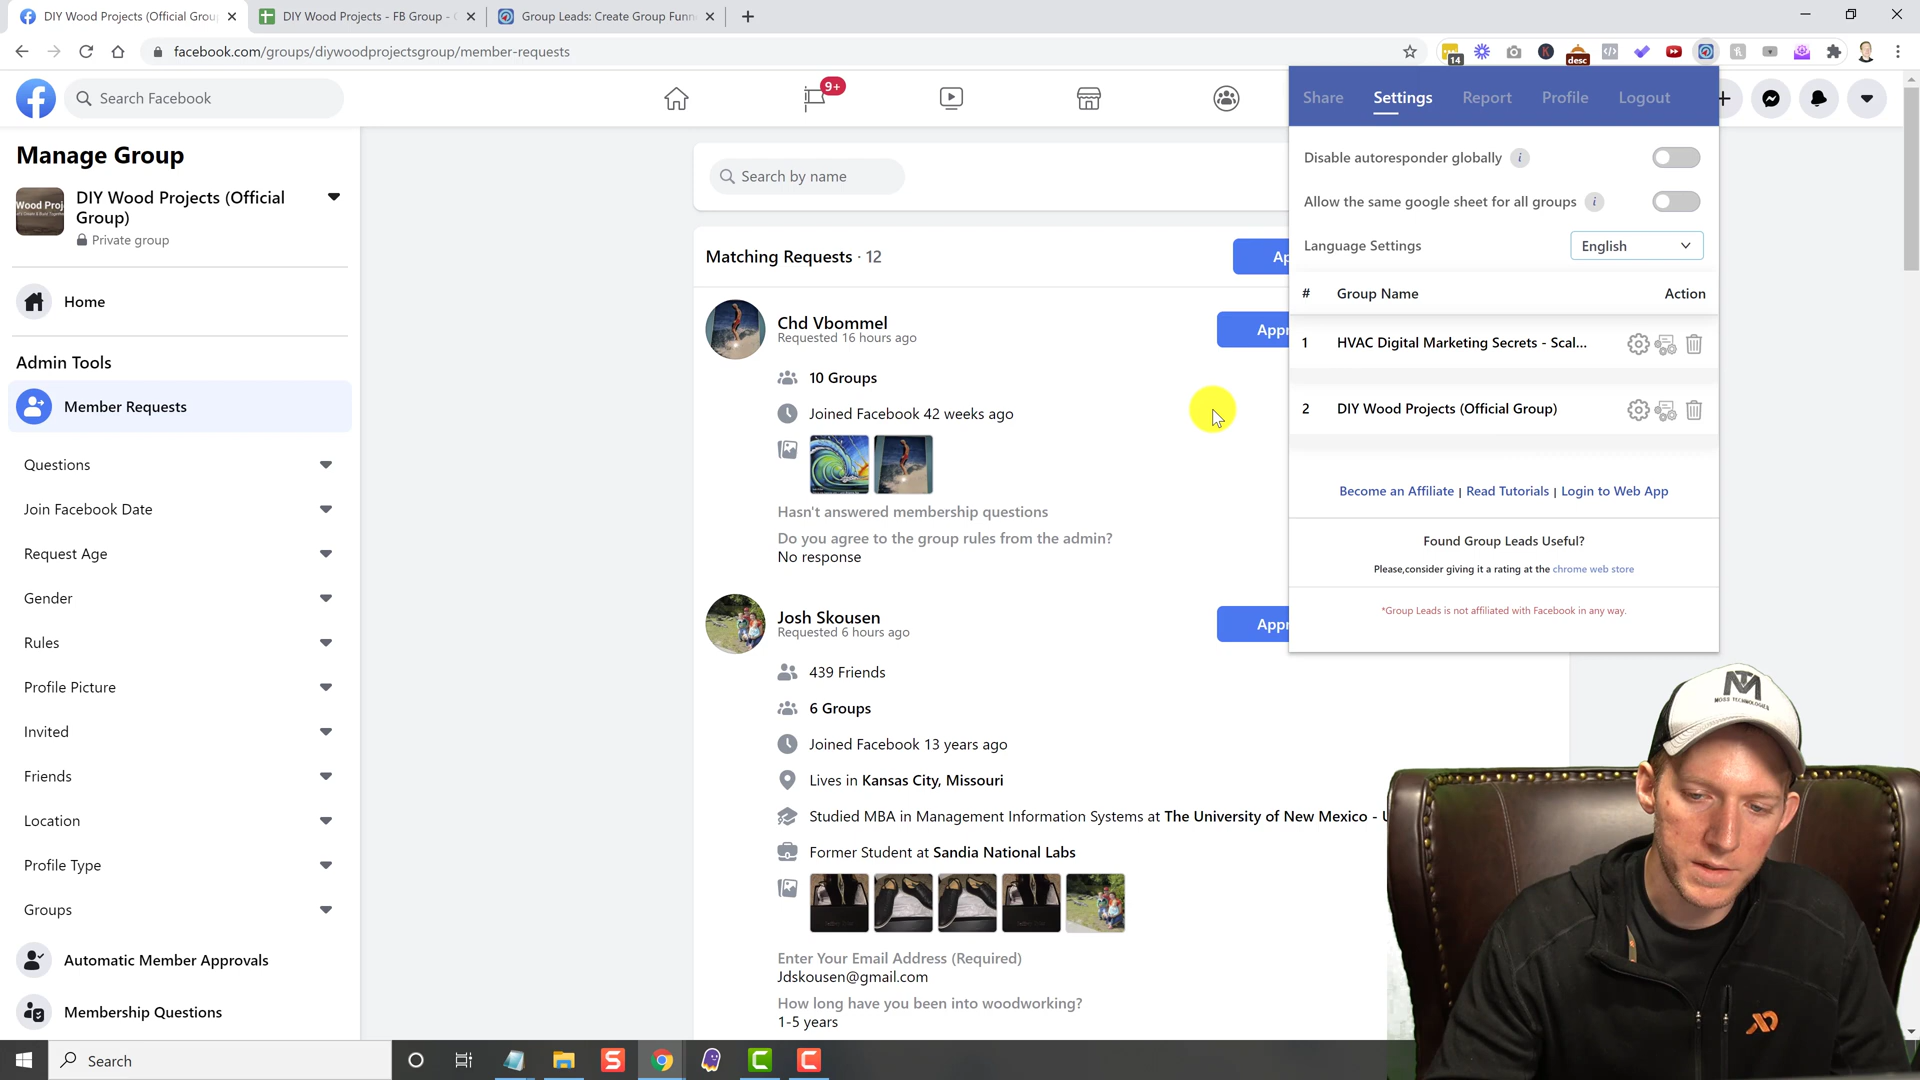 DIY Wood Projects (Official Grou
DIY Wood Projects - FB Group -
Group Leads: Create Group Funn
facebook.com/groups/diywoodprojectsgroup/member-requests
14
desc
Search Facebook
9+
Share
Settings
Report
Profile
Logout
Manage Group
Wood Proj
DIY Wood Projects (Official
Group)
Private group
Home
Admin Tools
Member Requests
Questions
Join Facebook Date
Request Age
Gender
Rules
Profile Picture
Invited
Friends
Location
Profile Type
Groups
Automatic Member Approvals
Membership Questions
Search by name
Matching Requests · 12
Ap
Chd Vbommel
Requested 16 hours ago
Appr
10 Groups
Joined Facebook 42 weeks ago
Hasn't answered membership questions
Do you agree to the group rules from the admin?
No response
Josh Skousen
Requested 6 hours ago
Appr
439 Friends
6 Groups
Joined Facebook 13 years ago
Lives in Kansas City, Missouri
Studied MBA in Management Information Systems at The University of New Mexico - U
Former Student at Sandia National Labs
Enter Your Email Address (Required)
Jdskousen@gmail.com
How long have you been into woodworking?
1-5 years
Disable autoresponder globally
Allow the same google sheet for all groups
Language Settings
English
# Group Name Action
1 HVAC Digital Marketing Secrets - Scal...
2 DIY Wood Projects (Official Group)
Become an Affiliate | Read Tutorials | Login to Web App
Found Group Leads Useful?
Please,consider giving it a rating at the chrome web store
*Group Leads is not affiliated with Facebook in any way.
MOSS TECHNOLOGIES
Search